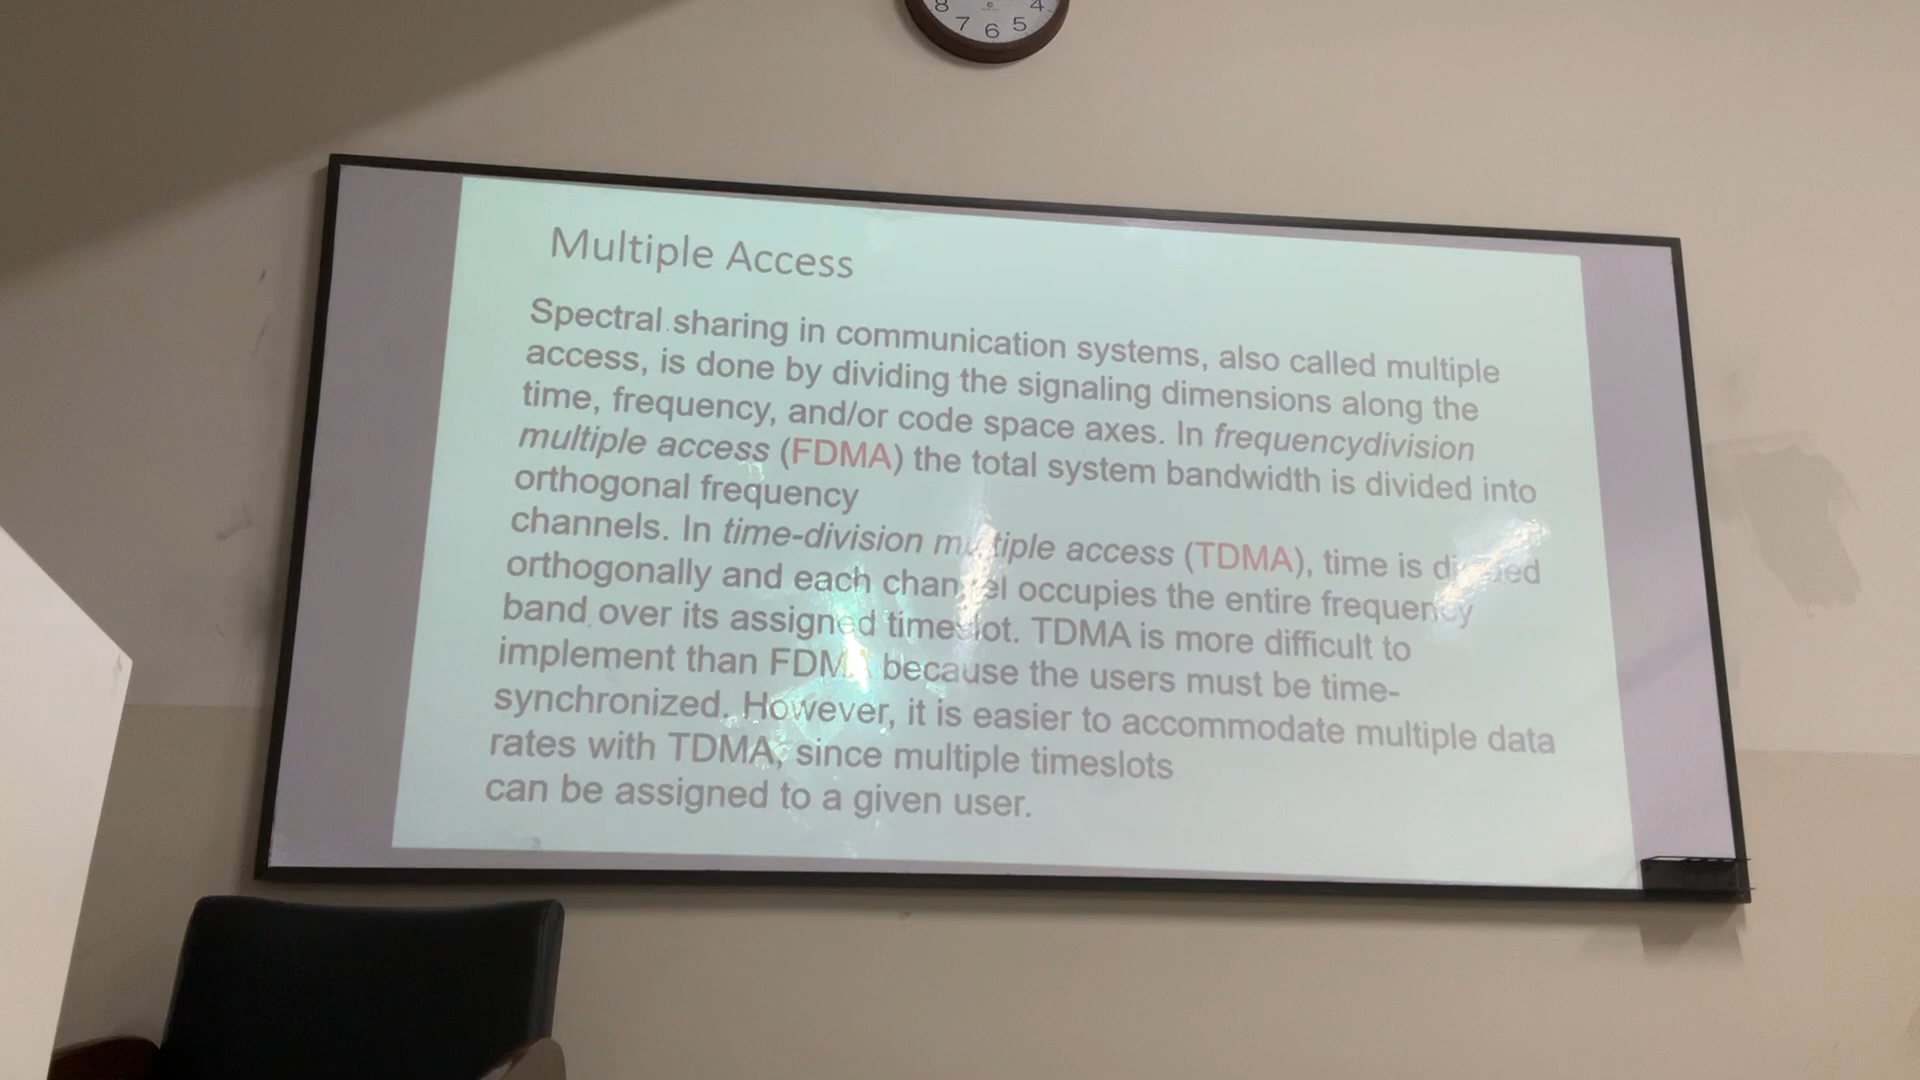 8 7 6 5 4
Multiple Access
Spectral sharing in communication systems, also called multiple
access, is done by dividing the signaling dimensions along the
time, frequency, and/or code space axes. In frequencydivision
multiple access (FDMA) the total system bandwidth is divided into
orthogonal frequency
channels. In time-division multiple access (TDMA), time is divided
orthogonally and each channel occupies the entire frequency
band over its assigned timeslot. TDMA is more difficult to
implement than FDMA because the users must be time-
synchronized. However, it is easier to accommodate multiple data
rates with TDMA, since multiple timeslots
can be assigned to a given user.